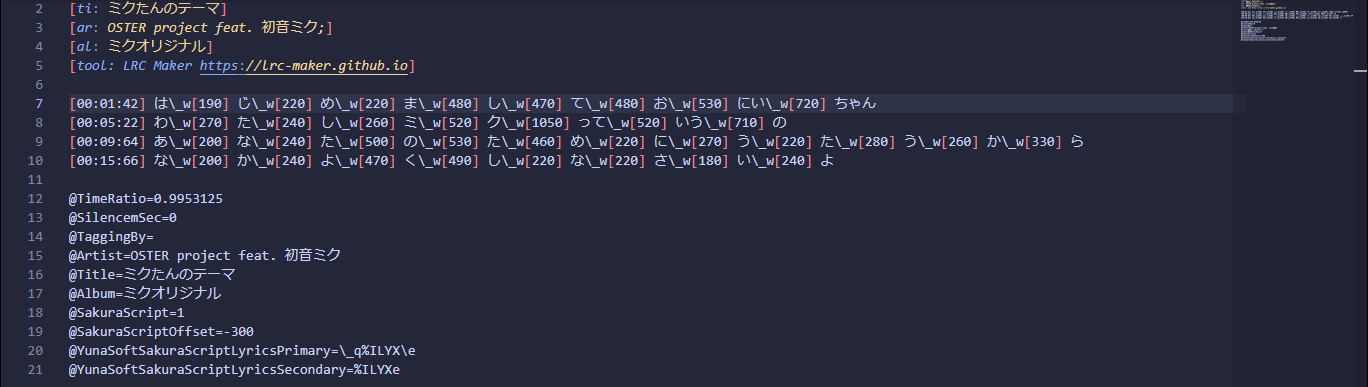 2 [ti: ミクたんのテーマ]
3 [ar: OSTER project feat. 初音ミク;]
4 [al: ミクオリジナル]
5 [tool: LRC Maker https://lrc-maker.github.io]
6
7 [00:01:42] は\_w[190] じ\_w[220] め\_w[220] ま\_w[480] し\_w[470] て\_w[480] お\_w[530] にい\_w[720] ちゃん
8 [00:05:22] わ\_w[270] た\_w[240] し\_w[260] ミ\_w[520] ク\_w[1050] って\_w[520] いう\_w[710] の
9 [00:09:64] あ\_w[200] な\_w[240] た\_w[500] の\_w[530] た\_w[460] め\_w[220] に\_w[270] う\_w[220] た\_w[280] う\_w[260] か\_w[330] ら
10 [00:15:66] な\_w[200] か\_w[240] よ\_w[470] く\_w[490] し\_w[220] な\_w[220] さ\_w[180] い\_w[240] よ
11
12 @TimeRatio=0.9953125
13 @SilencemSec=0
14 @TaggingBy=
15 @Artist=OSTER project feat. 初音ミク
16 @Title=ミクたんのテーマ
17 @Album=ミクオリジナル
18 @SakuraScript=1
19 @SakuraScriptOffset=-300
20 @YunaSoftSakuraScriptLyricsPrimary=\_q%ILYX\e
21 @YunaSoftSakuraScriptLyricsSecondary=%ILYXe